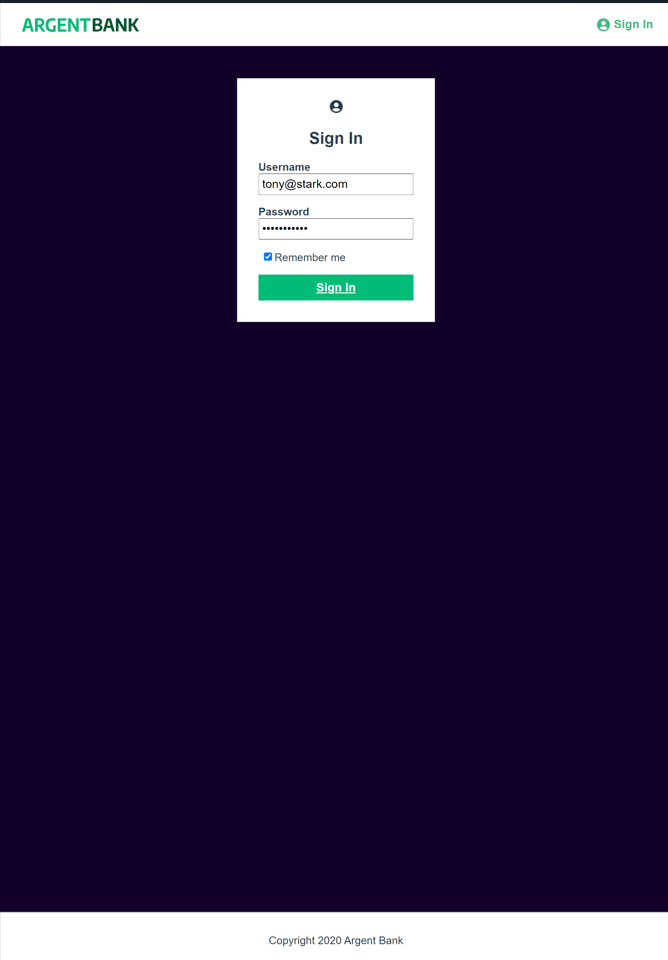 ARGENTBANK
Sign In
Sign In
Username
tony@stark.com
Password
•••••••••••
Remember me
Sign In
Copyright 2020 Argent Bank